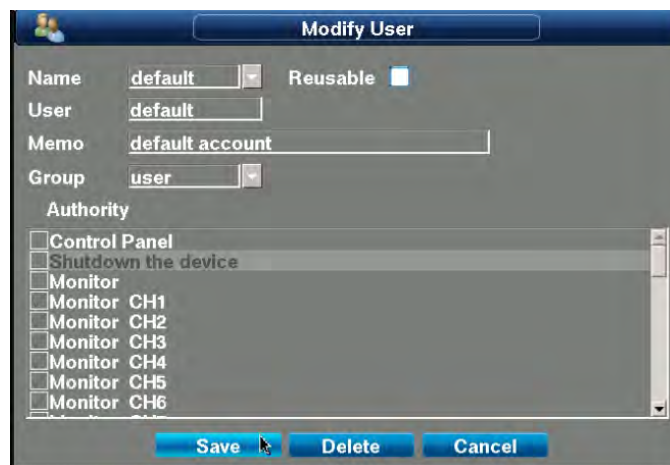 Modify User
Name default Reusable
User default
Memo default account
Group user
Authority
Control Panel
Shutdown the device
Monitor
Monitor CH1
Monitor CH2
Monitor CH3
Monitor CH4
Monitor CH5
Monitor CH6
Save Delete Cancel